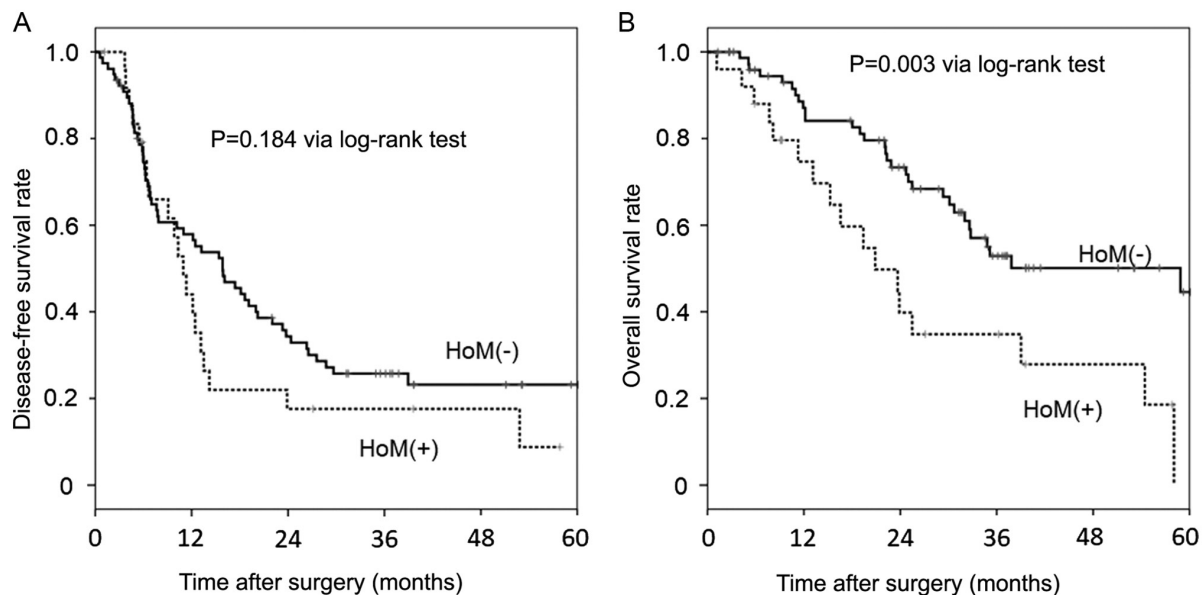 A
Disease-free survival rate
1.0
0.8
0.6
0.4
0.2
0
P=0.184 via log-rank test
HoM(-)
HoM(+)
0 12 24 36 48 60
Time after surgery (months)
B
Overall survival rate
1.0
0.8
0.6
0.4
0.2
0
P=0.003 via log-rank test
HoM(-)
HoM(+)
0 12 24 36 48 60
Time after surgery (months)